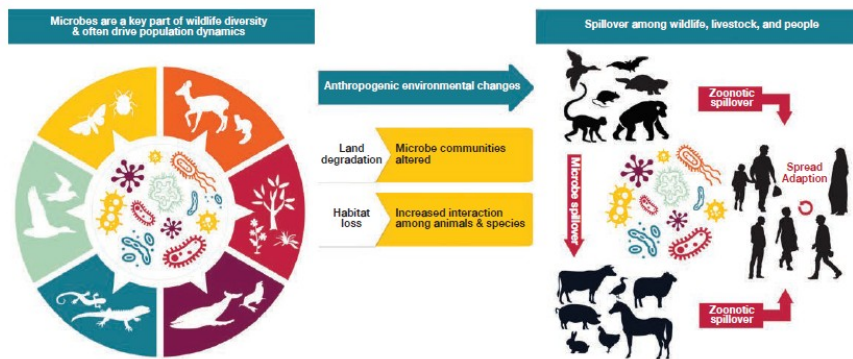 Microbes are a key part of wildlife diversity
& often drive population dynamics
Anthropogenic environmental changes
Land
degradation
Microbe communities
altered
Habitat
loss
Increased interaction
among animals & species
Spillover among wildlife, livestock, and people
Zoonotic
spillover
Microbe spillover
Spread
Adaption
Zoonotic
spillover